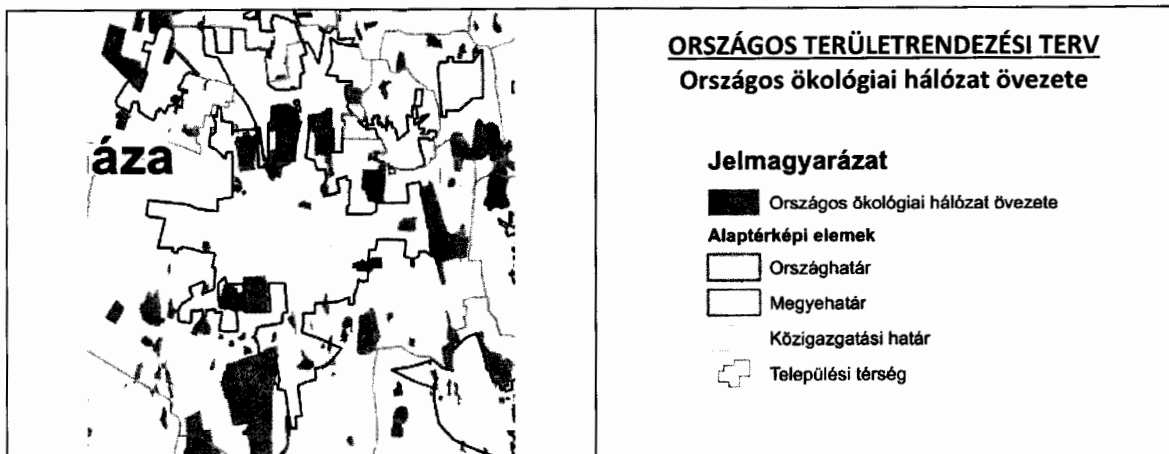 áza
ORSZÁGOS TERÜLETRENDEZÉSI TERV
Országos ökológiai hálózat övezete
Jelmagyarázat
Országos ökológiai hálózat övezete
Alaptérképi elemek
Országhatár
Megyehatár
Közigazgatási határ
Települési térség